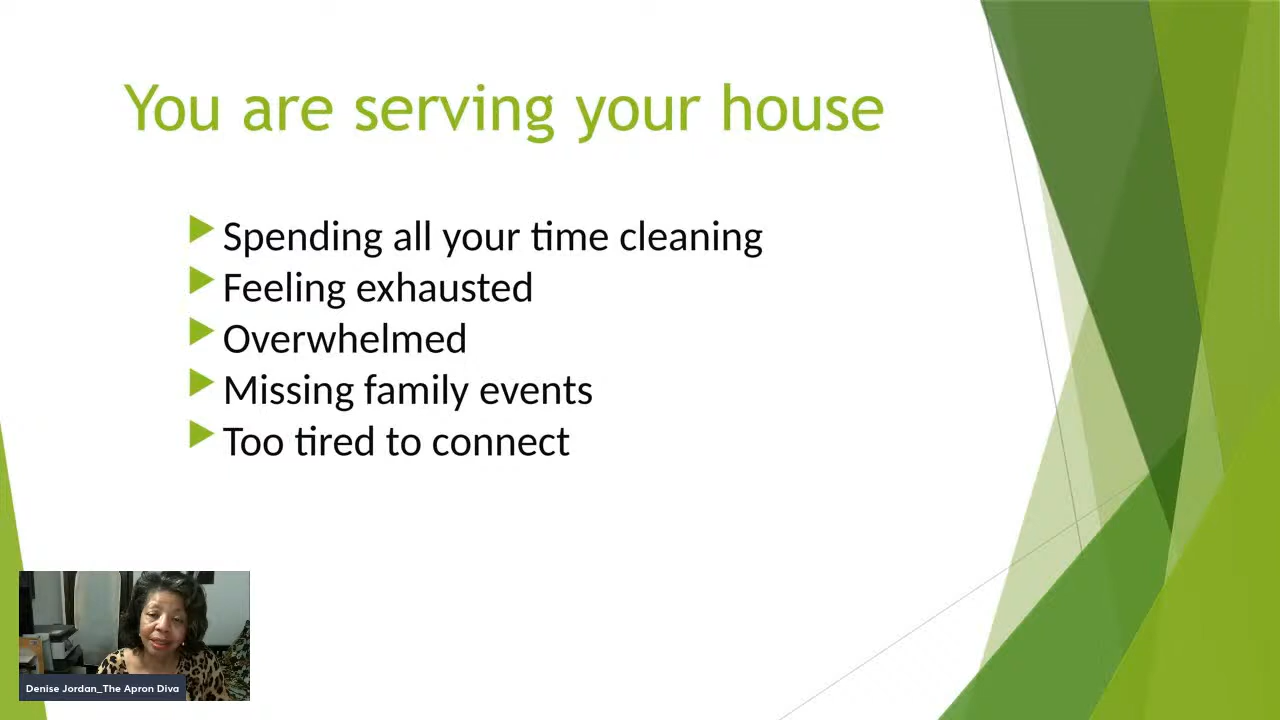 You are serving your house
Spending all your time cleaning
Feeling exhausted
Overwhelmed
Missing family events
Too tired to connect
Denise Jordan_The Apron Diva